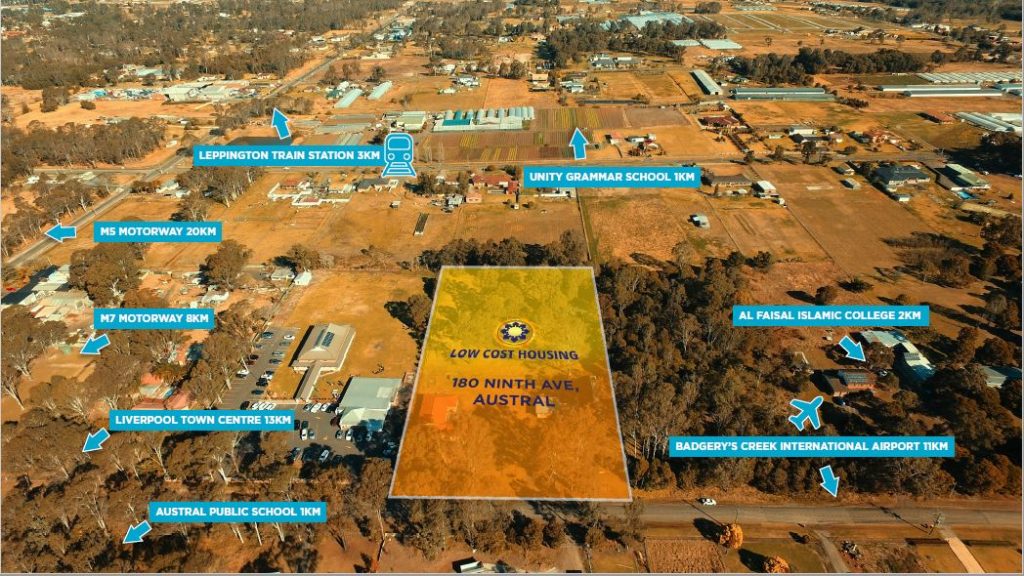 LEPPINGTON TRAIN STATION 3KM
UNITY GRAMMAR SCHOOL 1KM
M5 MOTORWAY 20KM
M7 MOTORWAY 8KM
AL FAISAL ISLAMIC COLLEGE 2KM
LOW COST HOUSING
180 NINTH AVE,
AUSTRAL
LIVERPOOL TOWN CENTRE 13KM
BADGERY'S CREEK INTERNATIONAL AIRPORT 11KM
AUSTRAL PUBLIC SCHOOL 1KM